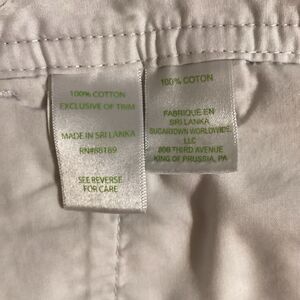 100% COTTON
EXCLUSIVE OF TRIM
MADE IN SRI LANKA
RN#88189
SEE REVERSE
FOR CARE
100% COTON
FABRIQUE EN
SRI LANKA
SUGARTOWN WORLDWIDE,
LLC
800 THIRD AVENUE
KING OF PRUSSIA, PA